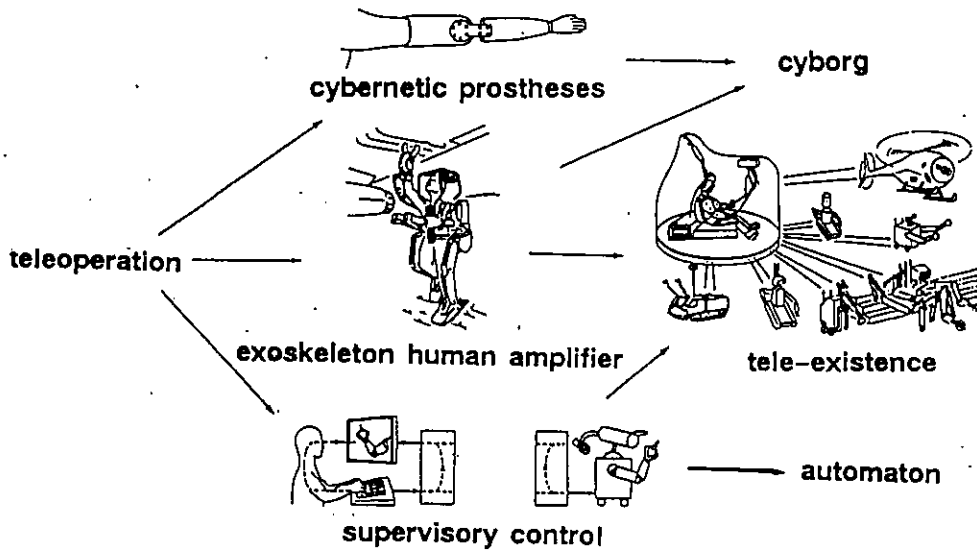 cybernetic prostheses
cyborg
teleoperation
exoskeleton human amplifier
tele-existence
supervisory control
automaton